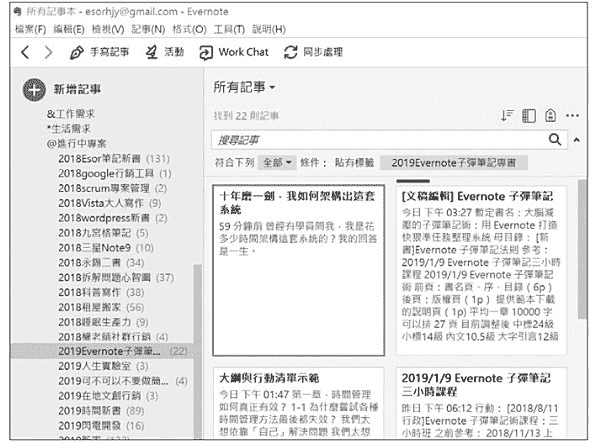 所有記事本 - esorhjy@gmail.com - Evernote
檔案(F) 編輯(E) 檢視(V) 記事(N) 格式(O) 工具(T) 說明(H)
手寫記事 活動 Work Chat 同步處理
新增記事
&工作需求
*生活需求
@進行中專案
2018Esor筆記新書 (131)
2018google行銷工具 (1)
2018scrum專案管理 (2)
2018Vista大人寫作 (9)
2018wordpress新書 (2)
2018九宮格筆記 (5)
2018三星Note9 (10)
2018永錫二書 (34)
2018拆解問題心智圖 (37)
2018科普寫作 (38)
2018租屋搬家 (56)
2018睡眠生產力 (9)
2018權老師社群行銷 (4)
2019Evernote子彈筆... (22)
2019人生實驗室 (3)
2019可不可以不要做簡... (4)
2019在地文創行銷 (3)
2019時間新書 (89)
2019閃電開發 (16)
所有記事
找到 22 則記事
搜尋記事
符合下列 全部 條件： 貼有標籤 2019Evernote子彈筆記專書
十年磨一劍，我如何架構出這套
系統
59 分鐘前 曾經有學員問我，我是花
多少時間架構這套系統的？我的回答
是一生。
[文稿編輯] Evernote 子彈筆記
今日 下午 03:27 暫定書名：大腦減
壓的子彈筆記術：用 Evernote 打造
快狠準任務整理系統 母目錄： [新
書]Evernote 子彈筆記法則 參考：
2019/1/9 Evernote 子彈筆記三小時
課程 2019/1/9 Evernote 子彈筆記
術 前頁：書名頁、序、目錄（6p）
後頁：版權頁（1p） 提供範本下載
的說明頁（1p）平均一章 10000 字
可以排 27 頁 目前調整後 中標24級
小標14級 內文10.5級 大字引言12級
大綱與行動清單示範
今日 下午 01:47 第一章，時間管理
如何真正有效？ 1-1 為什麼嘗試各種
時間管理方法最後都失效？ 我們太
想依靠「自己」解決問題 我們太想
2019/1/9 Evernote 子彈筆記
三小時課程
昨日 下午 06:12 行動： [2018/8/11
行政]Evernote 子彈筆記術課程：三
小時班 之前參考： 2018/11/13 上